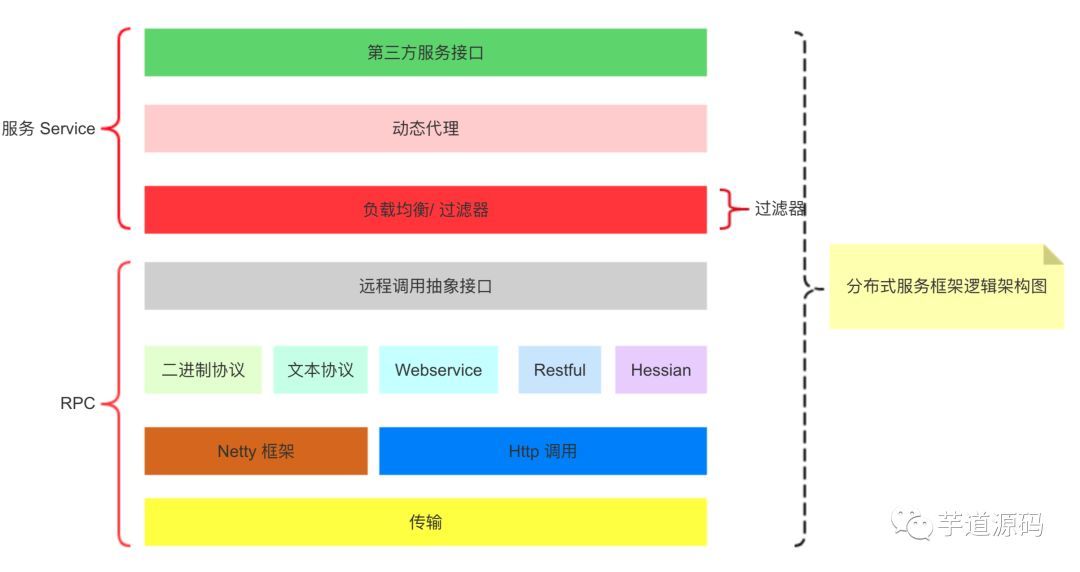 第三方服务接口
服务 Service
动态代理
负载均衡/ 过滤器
过滤器
远程调用抽象接口
分布式服务框架逻辑架构图
二进制协议
文本协议
Webservice
Restful
Hessian
RPC
Netty 框架
Http 调用
传输
芋道源码